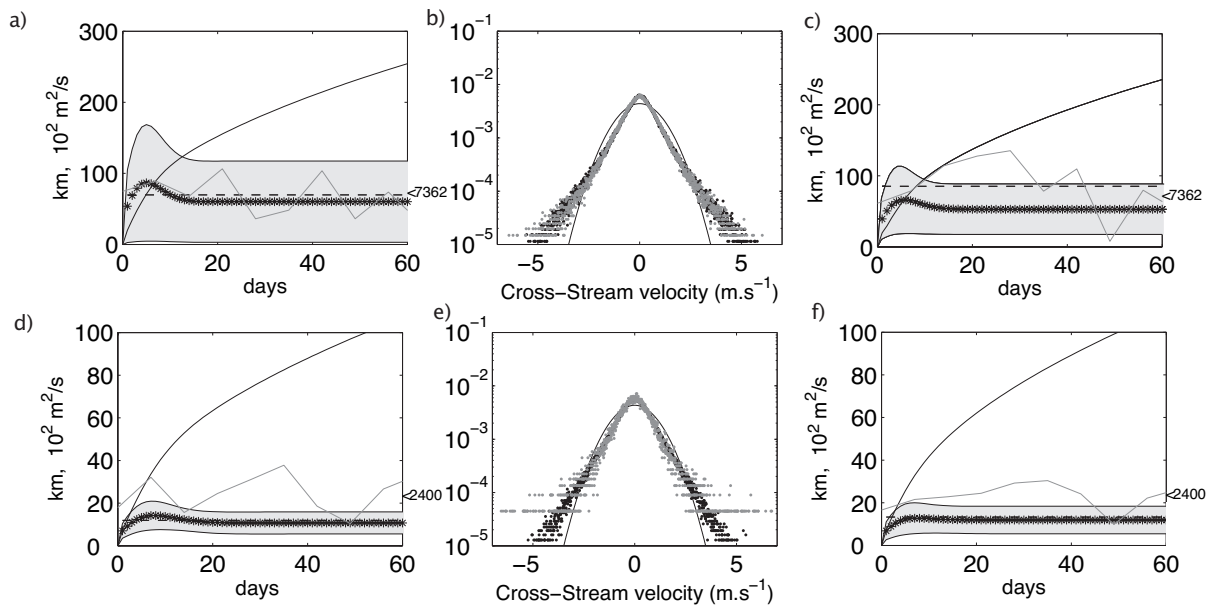 a)
300
200
100
0
km, 10² m²/s
0 20 40 60
days
<7362
b)
10⁻¹
10⁻²
10⁻³
10⁻⁴
10⁻⁵
−5 0 5
Cross−Stream velocity (m.s⁻¹)
c)
300
250
200
150
100
50
0
km, 10² m²/s
0 20 40 60
days
<7362
d)
100
80
60
40
20
0
km, 10² m²/s
0 20 40 60
days
<2400
e)
10⁻¹
10⁻²
10⁻³
10⁻⁴
10⁻⁵
−5 0 5
Cross−Stream velocity (m.s⁻¹)
f)
100
80
60
40
20
0
km, 10² m²/s
0 20 40 60
days
<2400